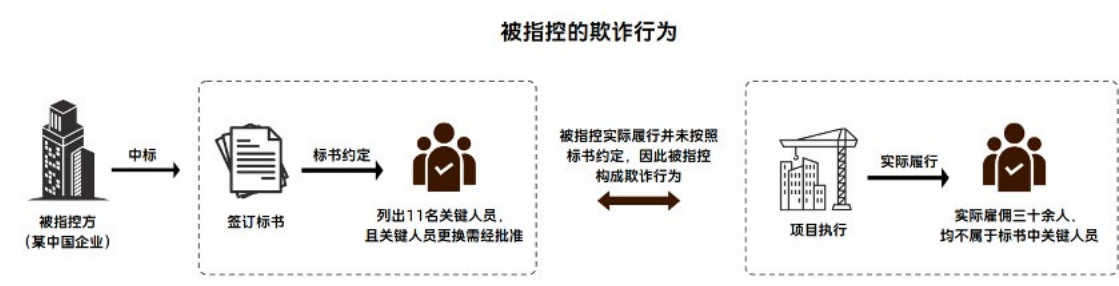 被指控的欺诈行为
被指控方
(某中国企业)
中标
签订标书
标书约定
列出11名关键人员，
且关键人员更换需经批准
被指控实际履行并未按照
标书约定，因此被指控
构成欺诈行为
项目执行
实际履行
实际雇佣三十余人，
均不属于标书中关键人员